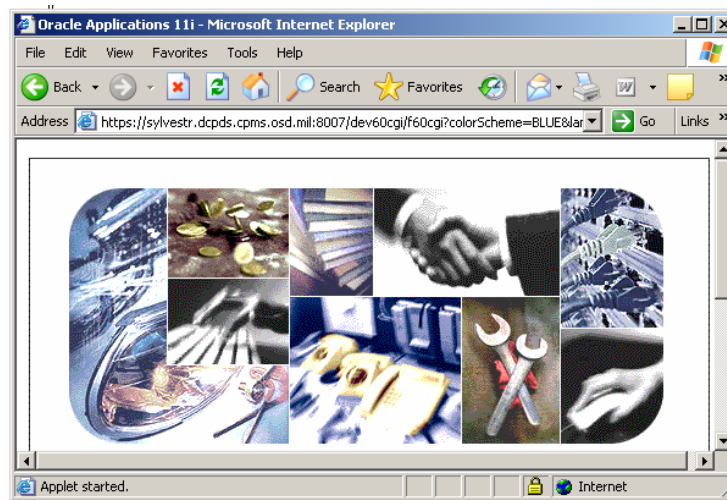 Oracle Applications 11i - Microsoft Internet Explorer
File Edit View Favorites Tools Help
Back Search Favorites »
Address https://sylvestr.dcpds.cpms.osd.mil:8007/dev60cgi/f60cgi?colorScheme=BLUE&lar Go Links »
Applet started. Internet